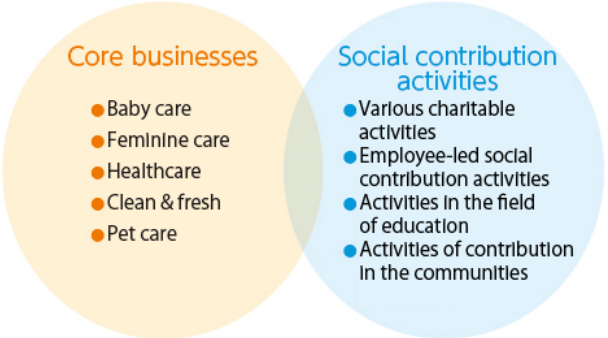 Core businesses
● Baby care
● Feminine care
● Healthcare
● Clean & fresh
● Pet care
Social contribution
activities
● Various charitable
activities
● Employee-led social
contribution activities
● Activities in the field
of education
● Activities of contribution
in the communities